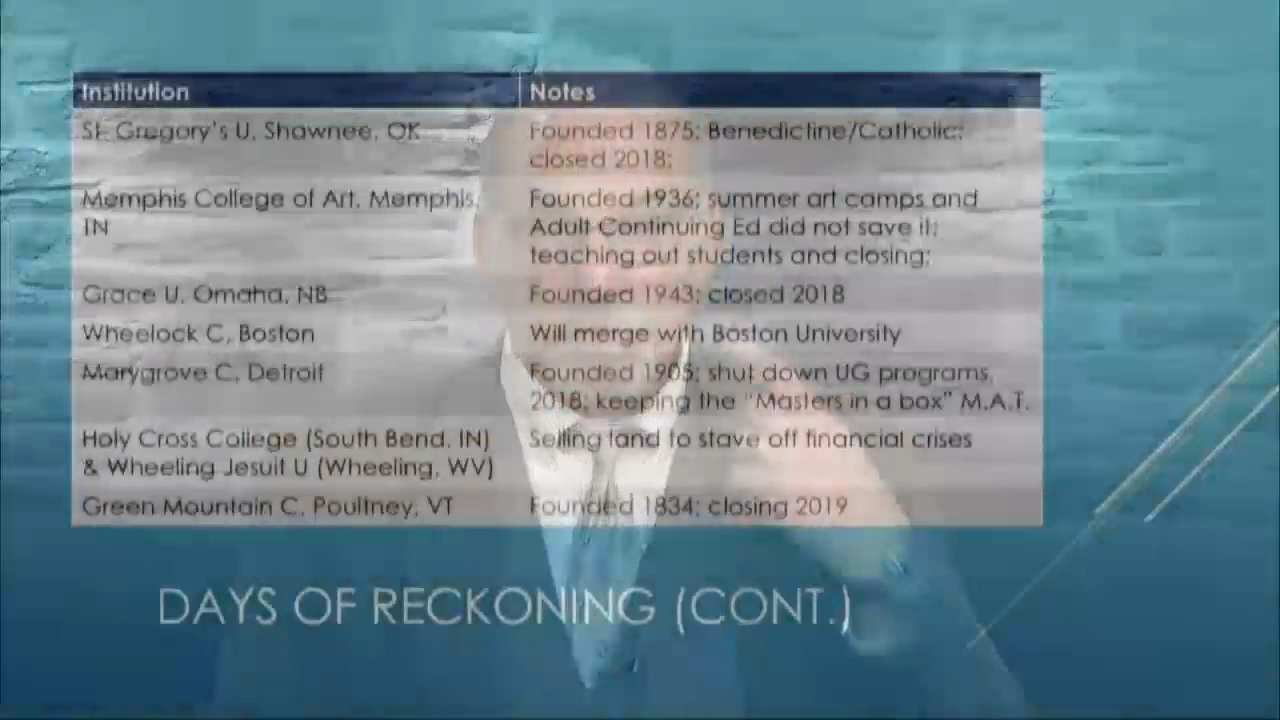 Institution Notes
St. Gregory's U, Shawnee, OK Founded 1875; Benedictine/Catholic;
closed 2018;
Memphis College of Art, Memphis, Founded 1936; summer art camps and
TN Adult Continuing Ed did not save it;
teaching out students and closing;
Grace U, Omaha, NB Founded 1943; closed 2018
Wheelock C, Boston Will merge with Boston University
Marygrove C, Detroit Founded 1905; shut down UG programs,
2018; keeping the "Masters in a box" M.A.T.
Holy Cross College (South Bend, IN) Selling land to stave off financial crises
& Wheeling Jesuit U (Wheeling, WV)
Green Mountain C, Poultney, VT Founded 1834; closing 2019
DAYS OF RECKONING (CONT.)